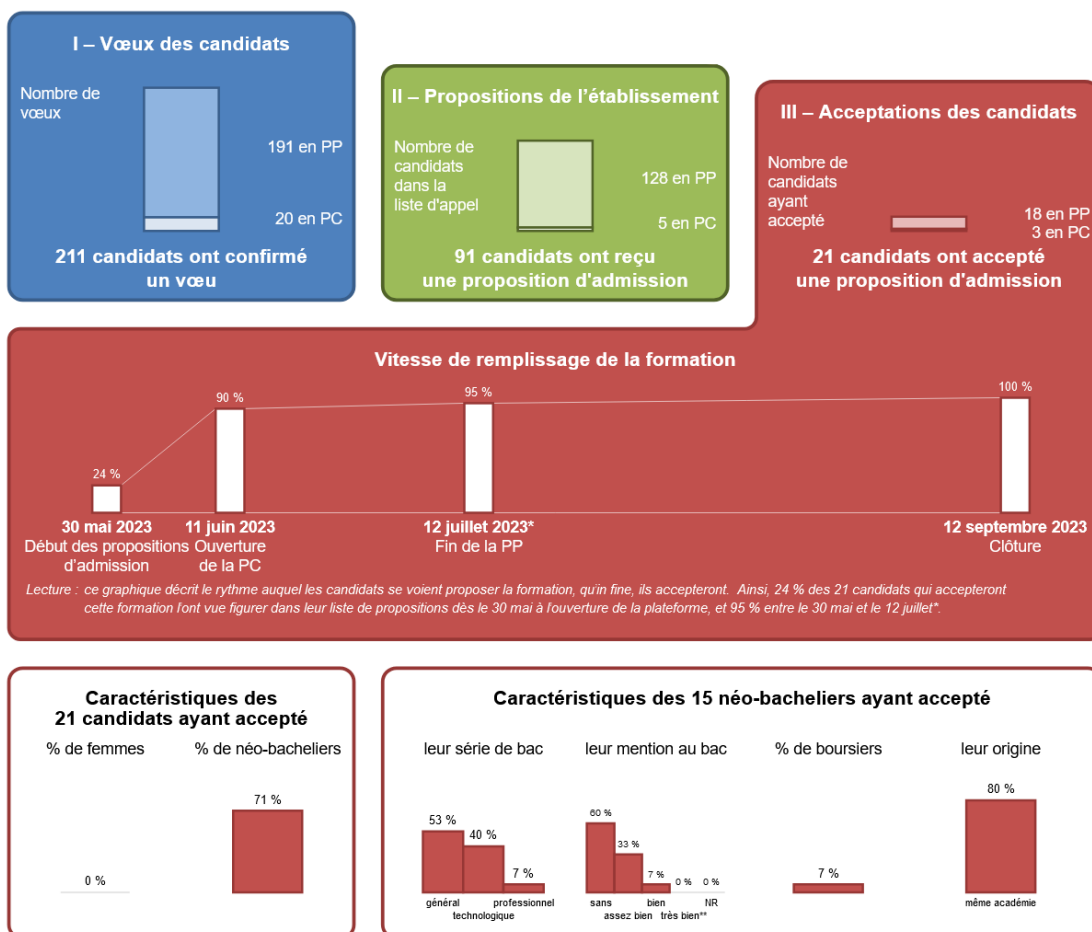 I – Vœux des candidats
Nombre de
vœux
191 en PP
20 en PC
211 candidats ont confirmé
un vœu
II – Propositions de l'établissement
Nombre de
candidats
dans la
liste d'appel
128 en PP
5 en PC
91 candidats ont reçu
une proposition d'admission
III – Acceptations des candidats
Nombre de
candidats
ayant
accepté
18 en PP
3 en PC
21 candidats ont accepté
une proposition d'admission
Vitesse de remplissage de la formation
24 %
90 %
95 %
100 %
30 mai 2023
Début des propositions
d'admission
11 juin 2023
Ouverture
de la PC
12 juillet 2023*
Fin de la PP
12 septembre 2023
Clôture
Lecture : ce graphique décrit le rythme auquel les candidats se voient proposer la formation, qu'in fine, ils accepteront. Ainsi, 24 % des 21 candidats qui accepteront
cette formation l'ont vue figurer dans leur liste de propositions dès le 30 mai à l'ouverture de la plateforme, et 95 % entre le 30 mai et le 12 juillet*.
Caractéristiques des
21 candidats ayant accepté
% de femmes
% de néo-bacheliers
0 %
71 %
Caractéristiques des 15 néo-bacheliers ayant accepté
leur série de bac
leur mention au bac
% de boursiers
leur origine
53 %
40 %
7 %
général
professionnel
technologique
60 %
33 %
7 %
0 %
0 %
sans
bien
NR
assez bien
très bien**
7 %
80 %
même académie